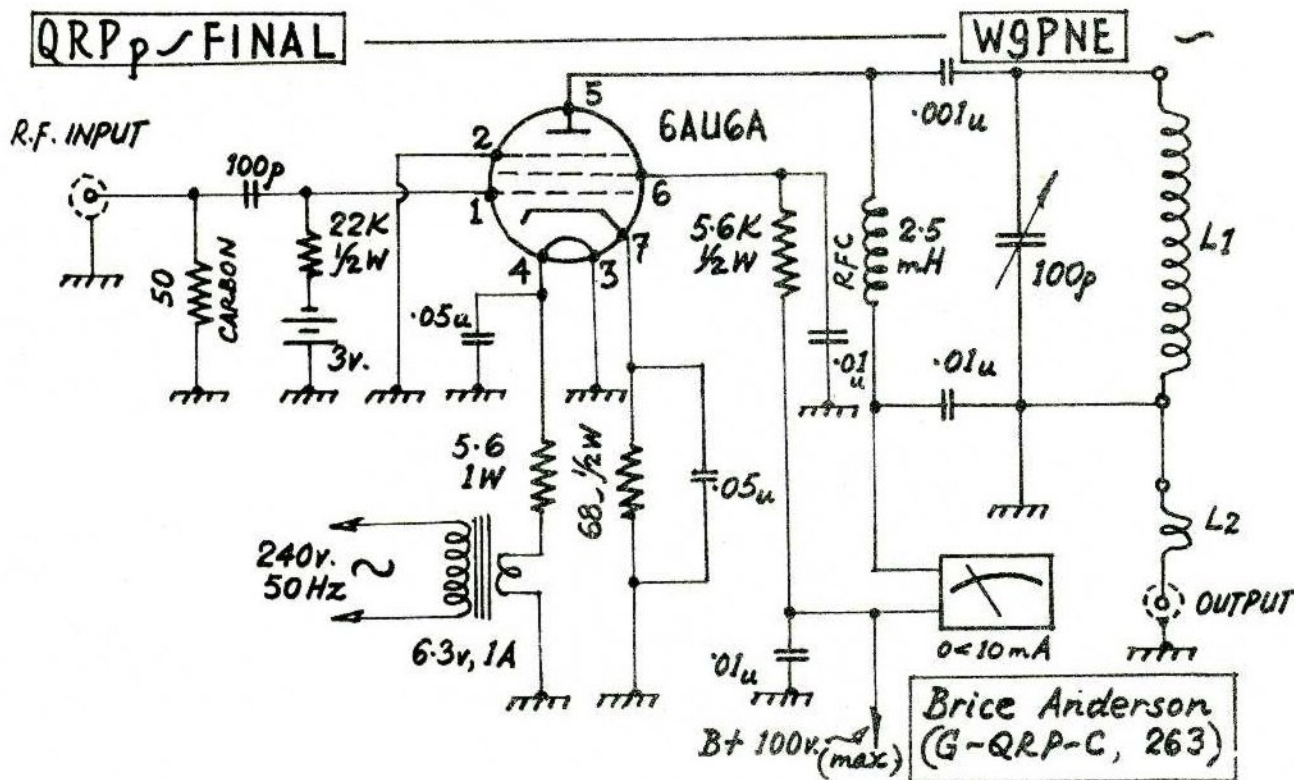 QRPp ~ FINAL
W9PNE ~
R.F. INPUT
100p
50
CARBON
22K
½W
3v.
2
1
5
6
7
4
3
6AU6A
.05u
5.6
1W
68_ ½W
.05u
240v. ~
50Hz
6.3v, 1A
5.6K
½W
.01u
.01
u
RFC
2.5
mH
.001u
.01u
100p
L1
L2
OUTPUT
0<10mA
B+ 100v.
(max)
Brice Anderson
(G-QRP-C, 263)